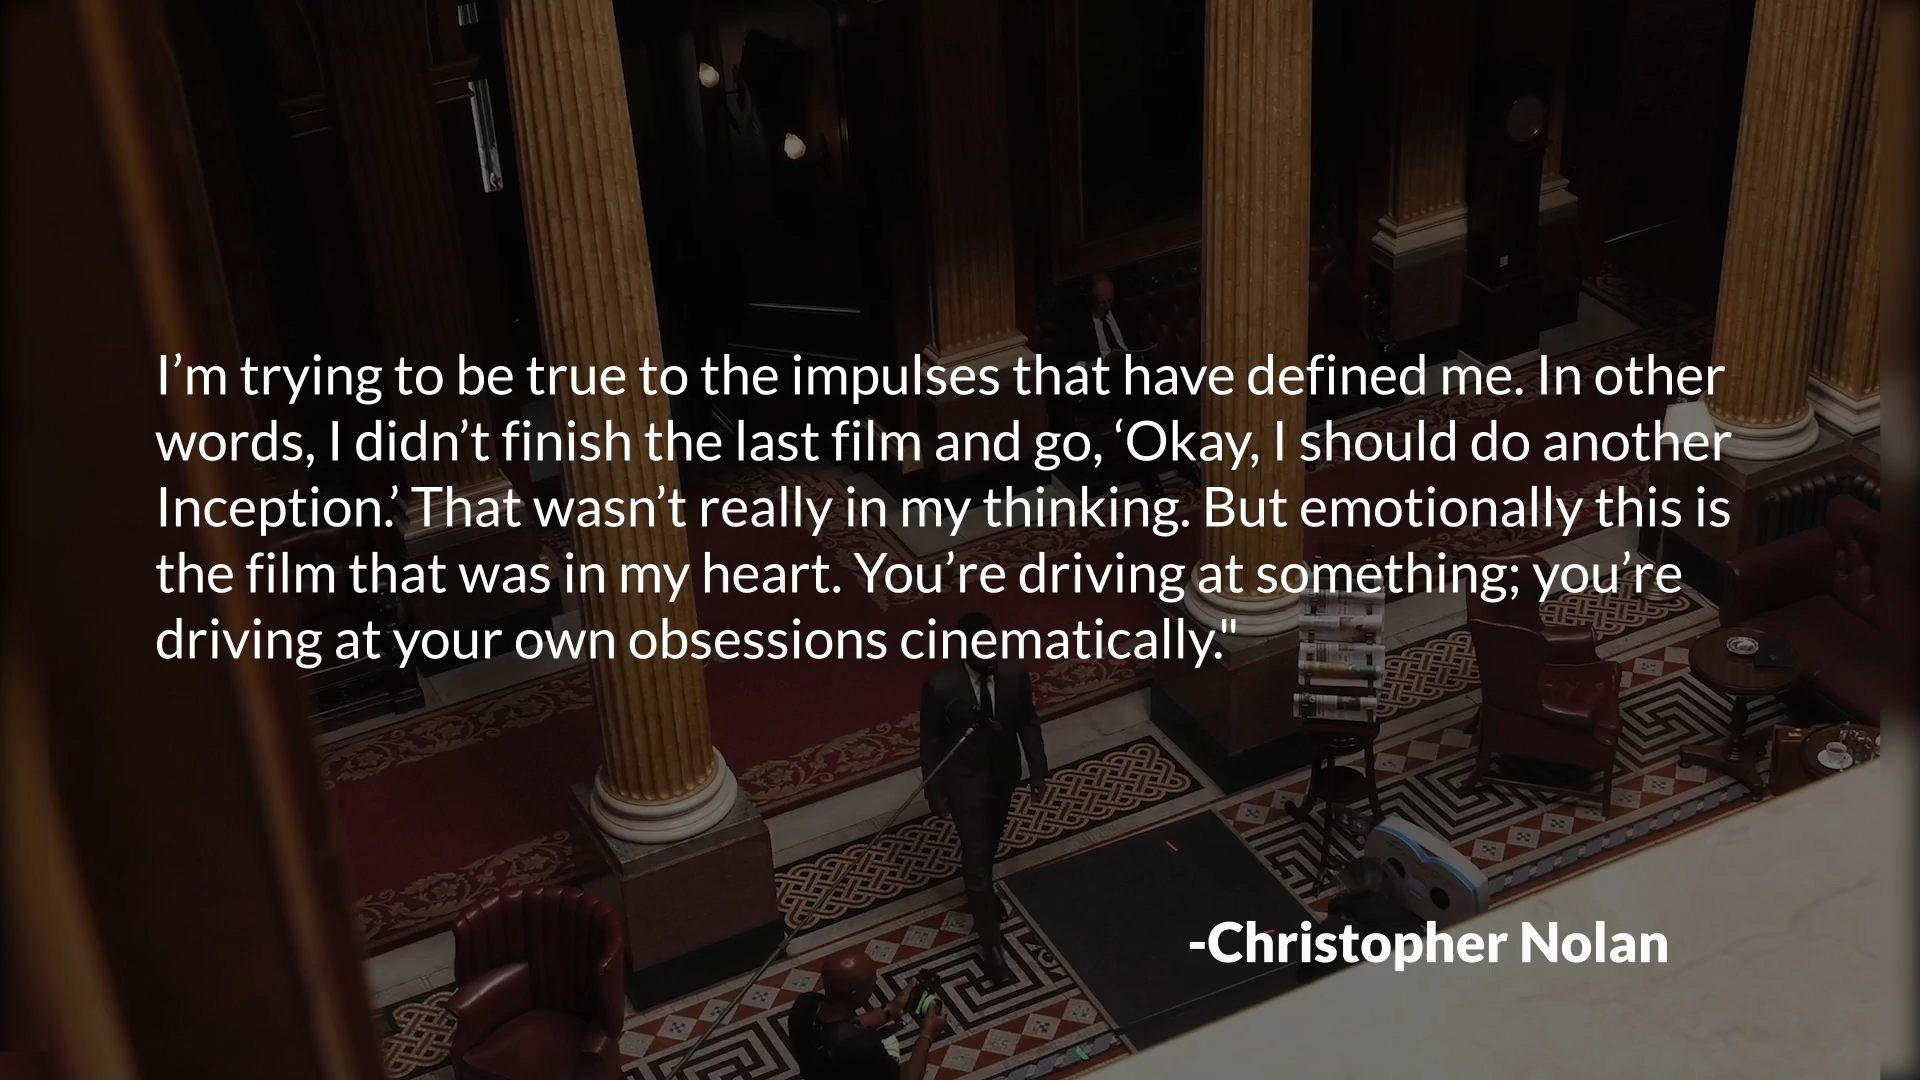 I’m trying to be true to the impulses that have defined me. In other
words, I didn’t finish the last film and go, ‘Okay, I should do another
Inception.’ That wasn’t really in my thinking. But emotionally this is
the film that was in my heart. You’re driving at something; you’re
driving at your own obsessions cinematically."
-Christopher Nolan